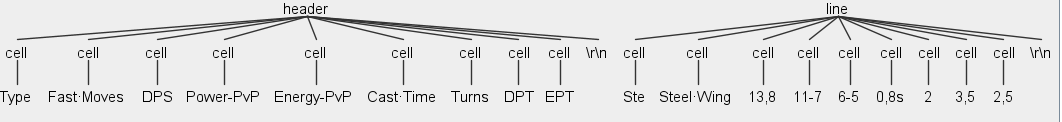 header line
cell cell cell cell cell cell cell cell cell \r\n cell cell cell cell cell cell cell cell cell \r\n
Type Fast·Moves DPS Power-PvP Energy-PvP Cast·Time Turns DPT EPT Ste Steel·Wing 13,8 11-7 6-5 0,8s 2 3,5 2,5